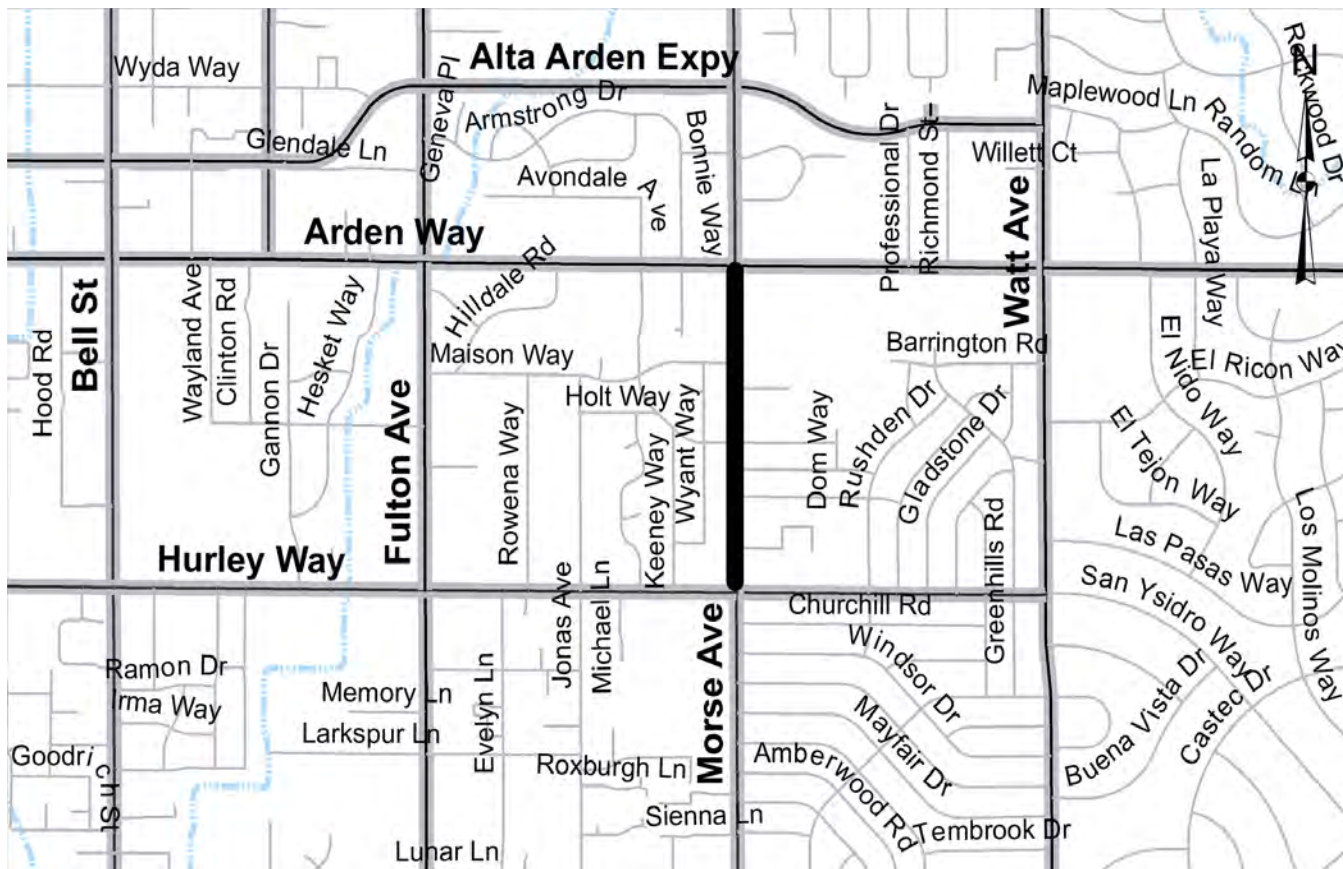 Alta Arden Expy
Wyda Way
Geneva Pl
Armstrong Dr
Bonnie Way
Professional Dr
Richmond St
Maplewood Ln
Rockwood Dr
N
Random Ln
Glendale Ln
Avondale Ave
Willett Ct
La Playa Way
Arden Way
Watt Ave
Hilldale Rd
Bell St
Hood Rd
Wayland Ave
Clinton Rd
Gannon Dr
Hesket Way
Fulton Ave
Maison Way
Holt Way
Barrington Rd
El Nido Way
El Ricon Way
Rowena Way
Keeney Way
Wyant Way
Dom Way
Rushden Dr
Gladstone Dr
El Tejon Way
Los Molinos Way
Las Pasas Way
Greenhills Rd
Hurley Way
Jonas Ave
Michael Ln
Morse Ave
Churchill Rd
San Ysidro Way
Windsor Dr
Ramon Dr
Irma Way
Memory Ln
Larkspur Ln
Evelyn Ln
Mayfair Dr
Buena Vista Dr
Castec Dr
Goodrich St
Roxburgh Ln
Amberwood Rd
Sienna Ln
Tembrook Dr
Lunar Ln